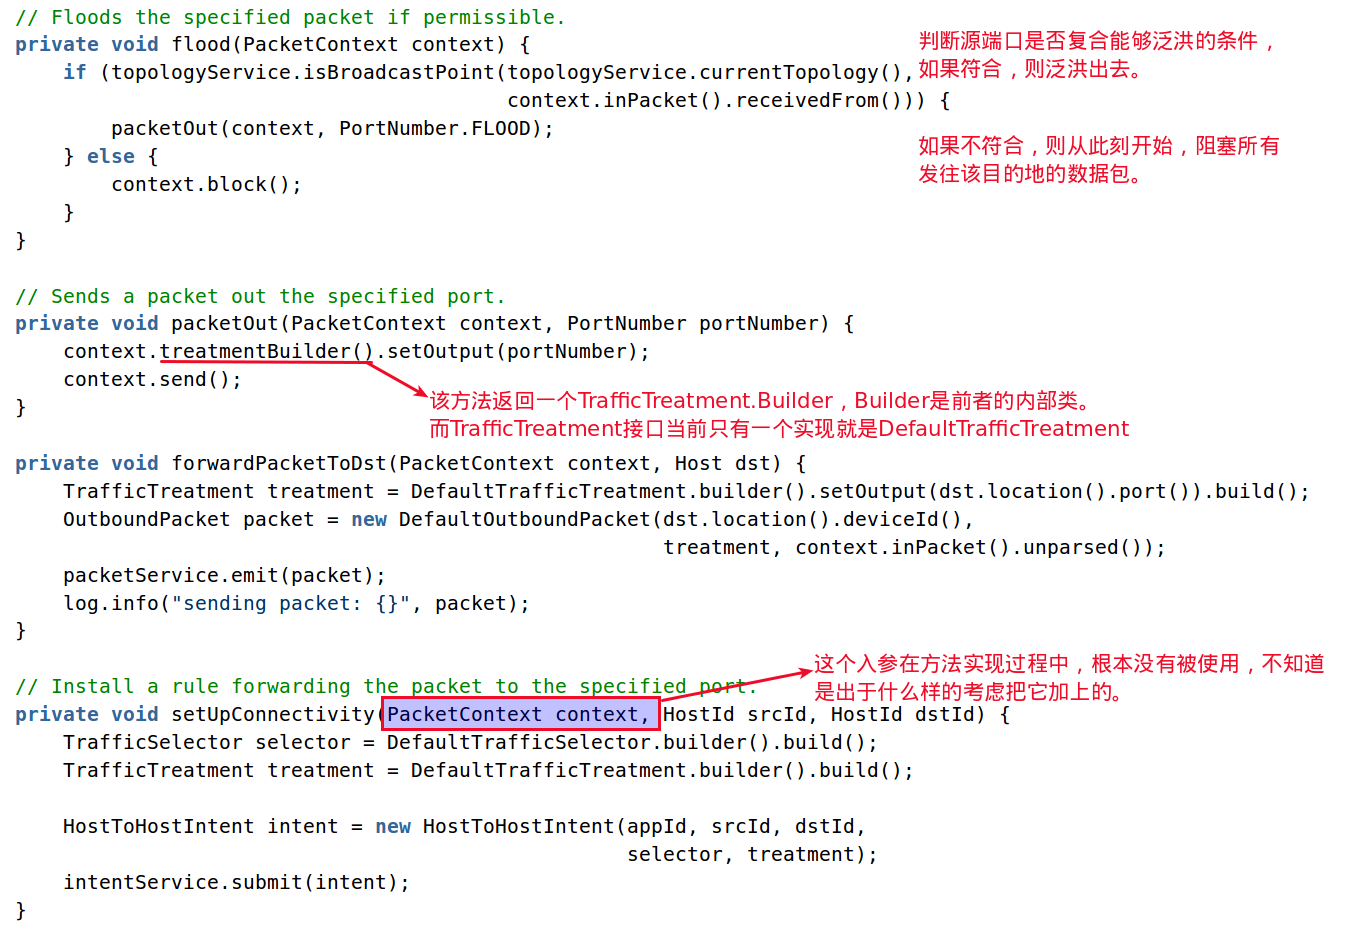 // Floods the specified packet if permissible.
private void flood(PacketContext context) {
判断源端口是否复合能够泛洪的条件，
if (topologyService.isBroadcastPoint(topologyService.currentTopology(),
如果符合，则泛洪出去。
context.inPacket().receivedFrom())) {
packetOut(context, PortNumber.FLOOD);
如果不符合，则从此刻开始，阻塞所有
} else {
发往该目的地的数据包。
context.block();
}
}
// Sends a packet out the specified port.
private void packetOut(PacketContext context, PortNumber portNumber) {
context.treatmentBuilder().setOutput(portNumber);
context.send();
该方法返回一个TrafficTreatment.Builder，Builder是前者的内部类。
}
而TrafficTreatment接口当前只有一个实现就是DefaultTrafficTreatment
private void forwardPacketToDst(PacketContext context, Host dst) {
TrafficTreatment treatment = DefaultTrafficTreatment.builder().setOutput(dst.location().port()).build();
OutboundPacket packet = new DefaultOutboundPacket(dst.location().deviceId(),
treatment, context.inPacket().unparsed());
packetService.emit(packet);
log.info("sending packet: {}", packet);
}
这个入参在方法实现过程中，根本没有被使用，不知道
是出于什么样的考虑把它加上的。
// Install a rule forwarding the packet to the specified port.
private void setUpConnectivity(PacketContext context, HostId srcId, HostId dstId) {
TrafficSelector selector = DefaultTrafficSelector.builder().build();
TrafficTreatment treatment = DefaultTrafficTreatment.builder().build();
HostToHostIntent intent = new HostToHostIntent(appId, srcId, dstId,
selector, treatment);
intentService.submit(intent);
}